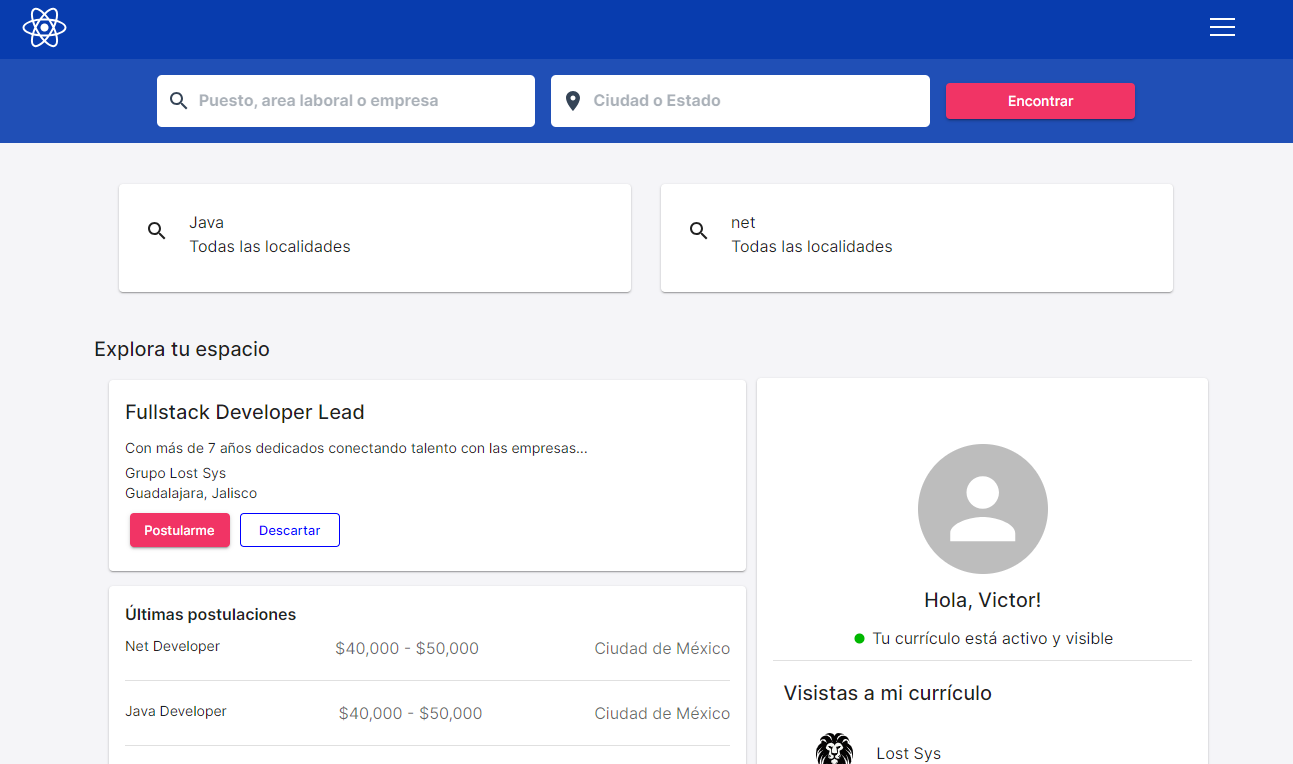 Puesto, area laboral o empresa
Ciudad o Estado
Encontrar
Java
Todas las localidades
net
Todas las localidades
Explora tu espacio
Fullstack Developer Lead
Con más de 7 años dedicados conectando talento con las empresas...
Grupo Lost Sys
Guadalajara, Jalisco
Postularme
Descartar
Últimas postulaciones
Net Developer $40,000 - $50,000 Ciudad de México
Java Developer $40,000 - $50,000 Ciudad de México
Hola, Victor!
Tu currículo está activo y visible
Visistas a mi currículo
Lost Sys